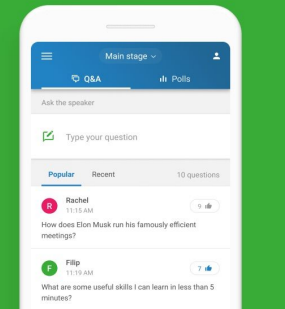 Main stage
Q&A
Polls
Ask the speaker
Type your question
Popular Recent 10 questions
R Rachel 9
11:15 AM
How does Elon Musk run his famously efficient
meetings?
F Filip 7
11:19 AM
What are some useful skills I can learn in less than 5
minutes?